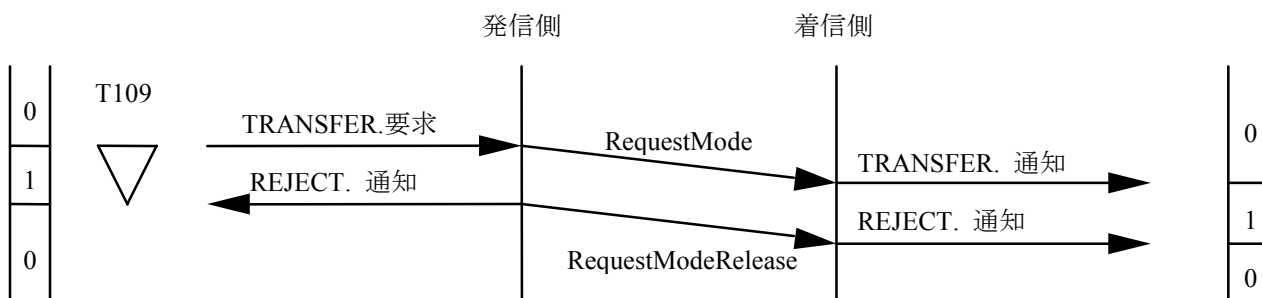 発信側 着信側
T109
0
TRANSFER.要求
RequestMode
0
TRANSFER. 通知
1
REJECT. 通知
REJECT. 通知
1
RequestModeRelease
0
0